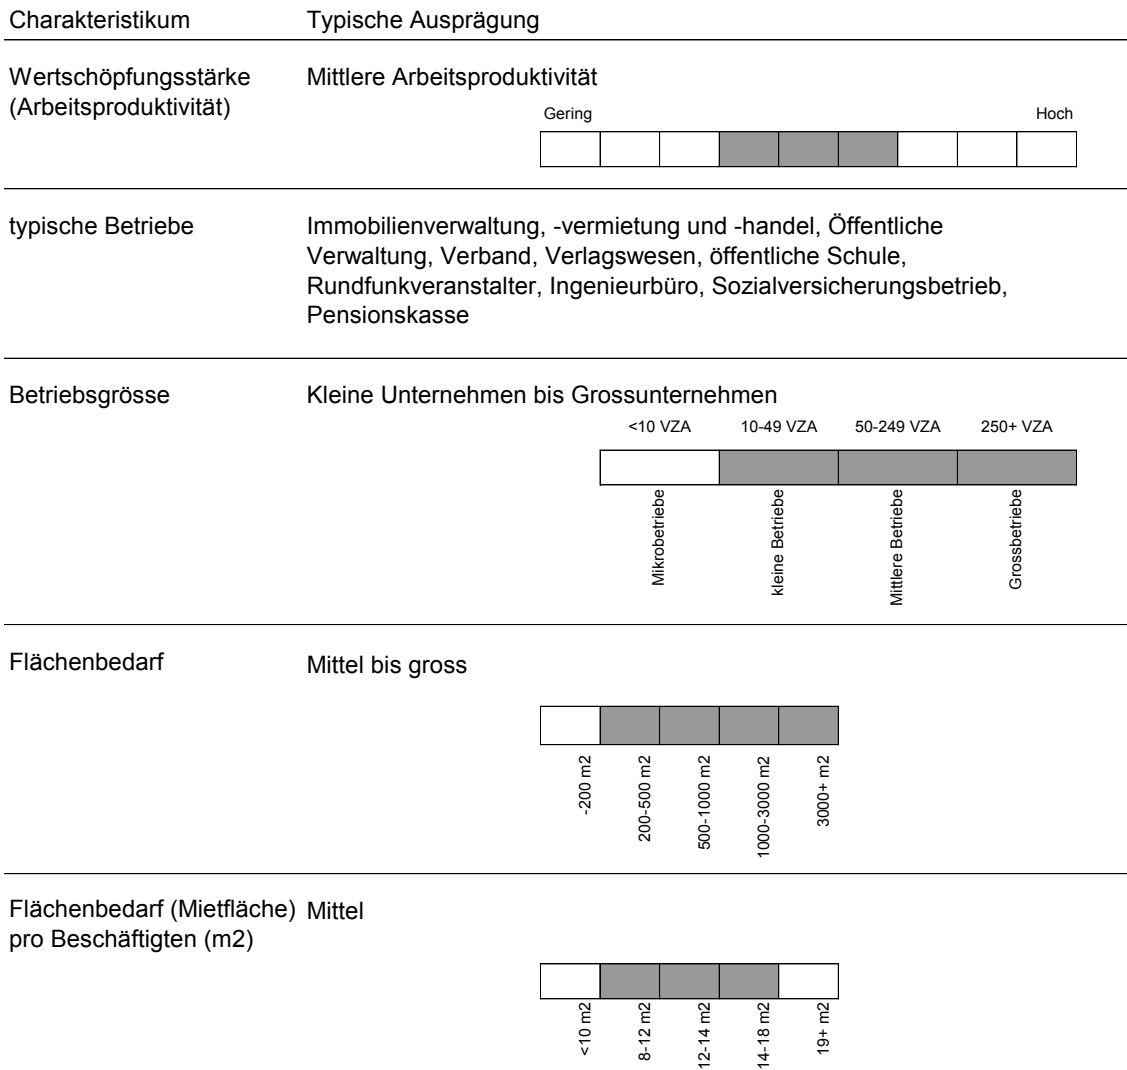 Charakteristikum Typische Ausprägung
Wertschöpfungsstärke Mittlere Arbeitsproduktivität
(Arbeitsproduktivität)
Gering Hoch
typische Betriebe Immobilienverwaltung, -vermietung und -handel, Öffentliche
Verwaltung, Verband, Verlagswesen, öffentliche Schule,
Rundfunkveranstalter, Ingenieurbüro, Sozialversicherungsbetrieb,
Pensionskasse
Betriebsgrösse Kleine Unternehmen bis Grossunternehmen
<10 VZA 10-49 VZA 50-249 VZA 250+ VZA
Mikrobetriebe
kleine Betriebe
Mittlere Betriebe
Grossbetriebe
Flächenbedarf Mittel bis gross
-200 m2
200-500 m2
500-1000 m2
1000-3000 m2
3000+ m2
Flächenbedarf (Mietfläche) Mittel
pro Beschäftigten (m2)
<10 m2
8-12 m2
12-14 m2
14-18 m2
19+ m2